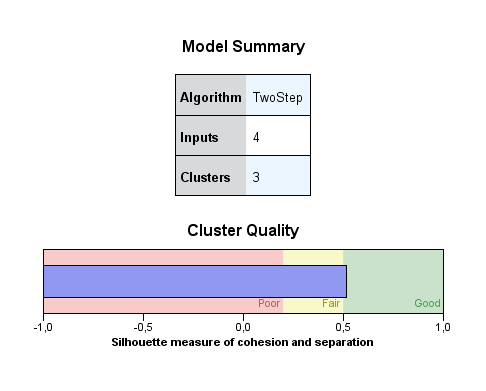 Model Summary
Algorithm TwoStep
Inputs 4
Clusters 3
Cluster Quality
Poor Fair Good
-1,0 -0,5 0,0 0,5 1,0
Silhouette measure of cohesion and separation